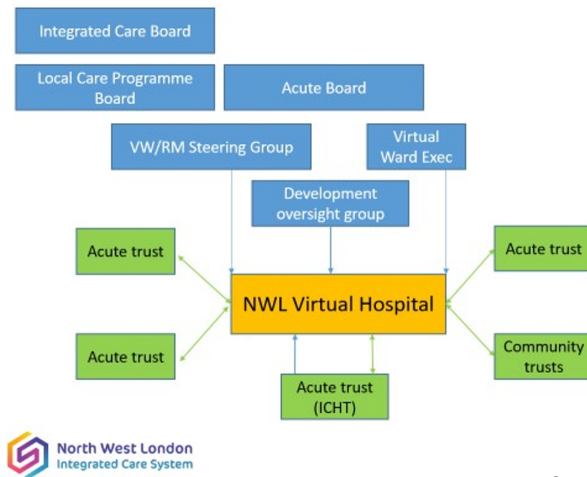 Integrated Care Board
Local Care Programme
Board
Acute Board
VW/RM Steering Group
Virtual
Ward Exec
Development
oversight group
Acute trust
Acute trust
NWL Virtual Hospital
Acute trust
Community
trusts
Acute trust
(ICHT)
North West London
Integrated Care System